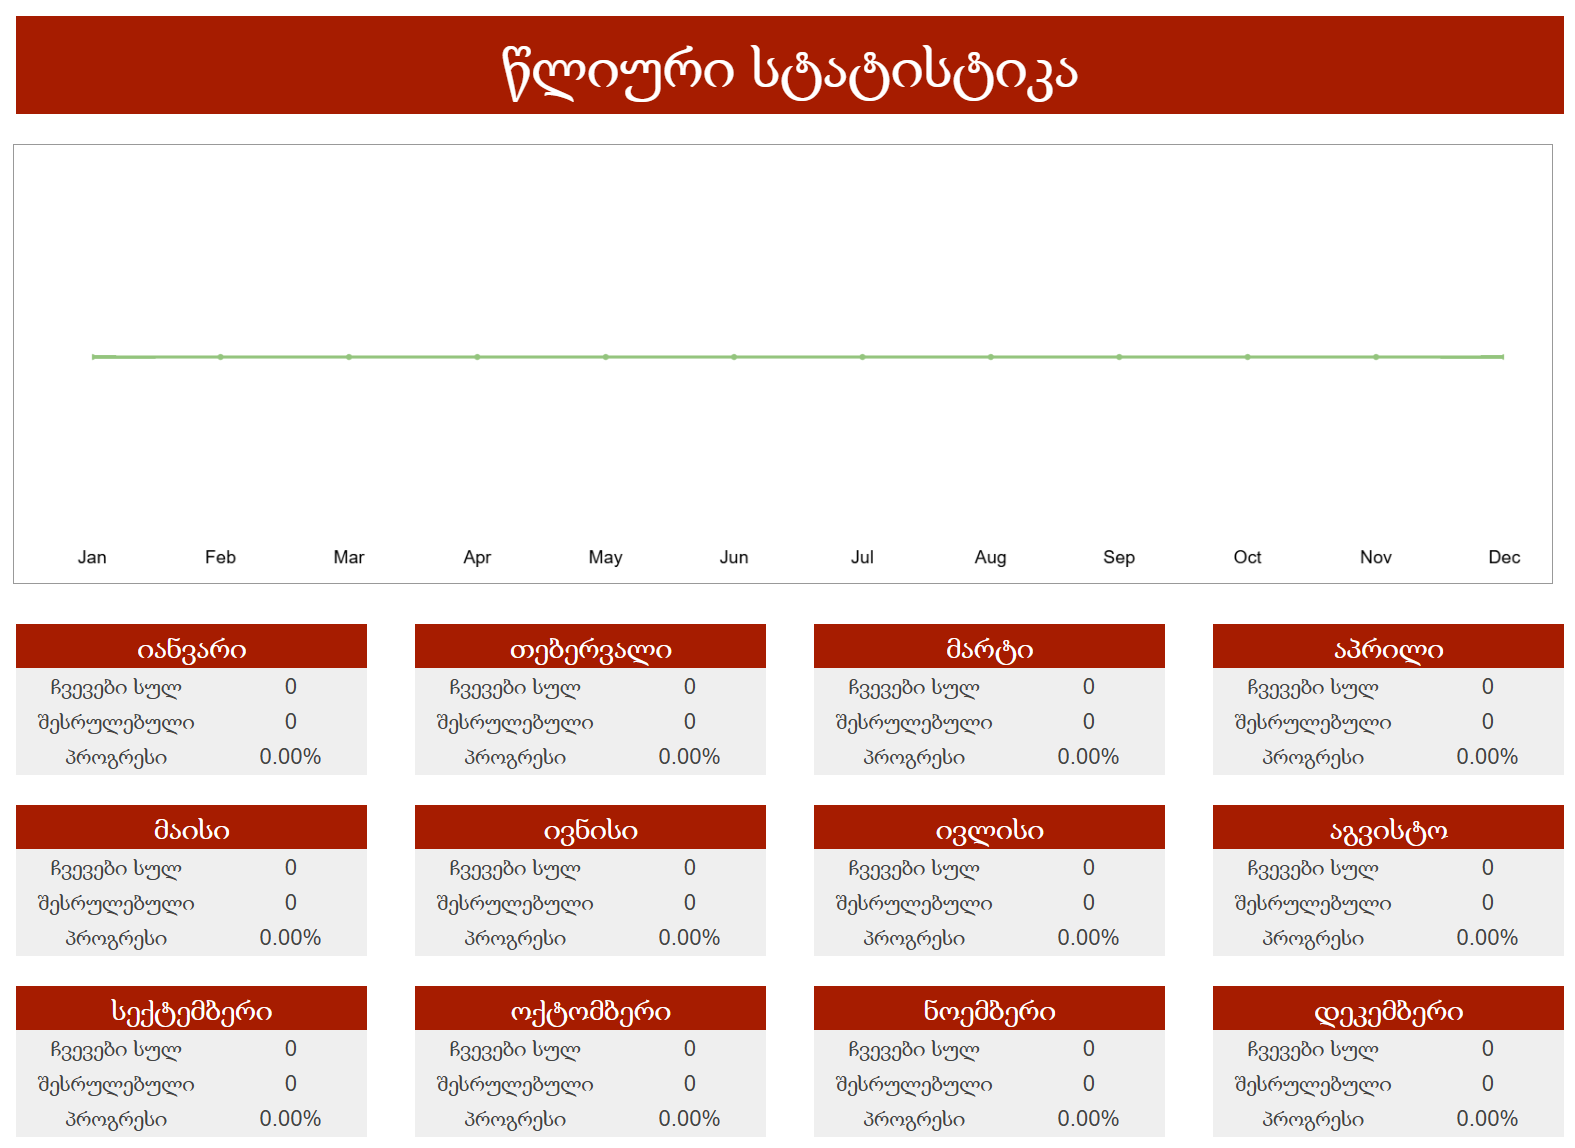 წლიური სტატისტიკა
Jan Feb Mar Apr May Jun Jul Aug Sep Oct Nov Dec
იანვარი
ჩვევები სულ 0
შესრულებული 0
პროგრესი 0.00%
თებერვალი
ჩვევები სულ 0
შესრულებული 0
პროგრესი 0.00%
მარტი
ჩვევები სულ 0
შესრულებული 0
პროგრესი 0.00%
აპრილი
ჩვევები სულ 0
შესრულებული 0
პროგრესი 0.00%
მაისი
ჩვევები სულ 0
შესრულებული 0
პროგრესი 0.00%
ივნისი
ჩვევები სულ 0
შესრულებული 0
პროგრესი 0.00%
ივლისი
ჩვევები სულ 0
შესრულებული 0
პროგრესი 0.00%
აგვისტო
ჩვევები სულ 0
შესრულებული 0
პროგრესი 0.00%
სექტემბერი
ჩვევები სულ 0
შესრულებული 0
პროგრესი 0.00%
ოქტომბერი
ჩვევები სულ 0
შესრულებული 0
პროგრესი 0.00%
ნოემბერი
ჩვევები სულ 0
შესრულებული 0
პროგრესი 0.00%
დეკემბერი
ჩვევები სულ 0
შესრულებული 0
პროგრესი 0.00%